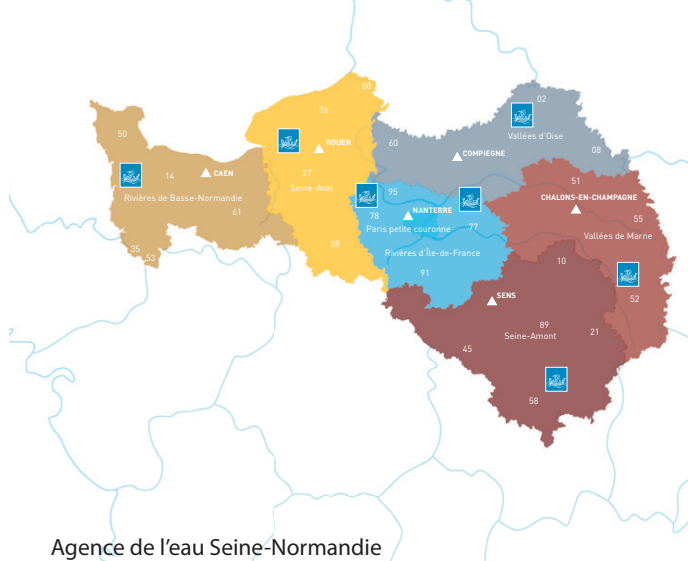 80
76
50
ROUEN
02
Vallées d'Oise
60
COMPIEGNE
08
14
CAEN
27
Seine-Aval
51
Rivières de Basse-Normandie
95
CHALONS-EN-CHAMPAGNE
61
78
NANTERRE
Paris petite couronne
77
55
Vallées de Marne
35
53
28
Rivières d'Île-de-France
91
10
SENS
52
89
Seine-Amont
21
45
58
Agence de l'eau Seine-Normandie